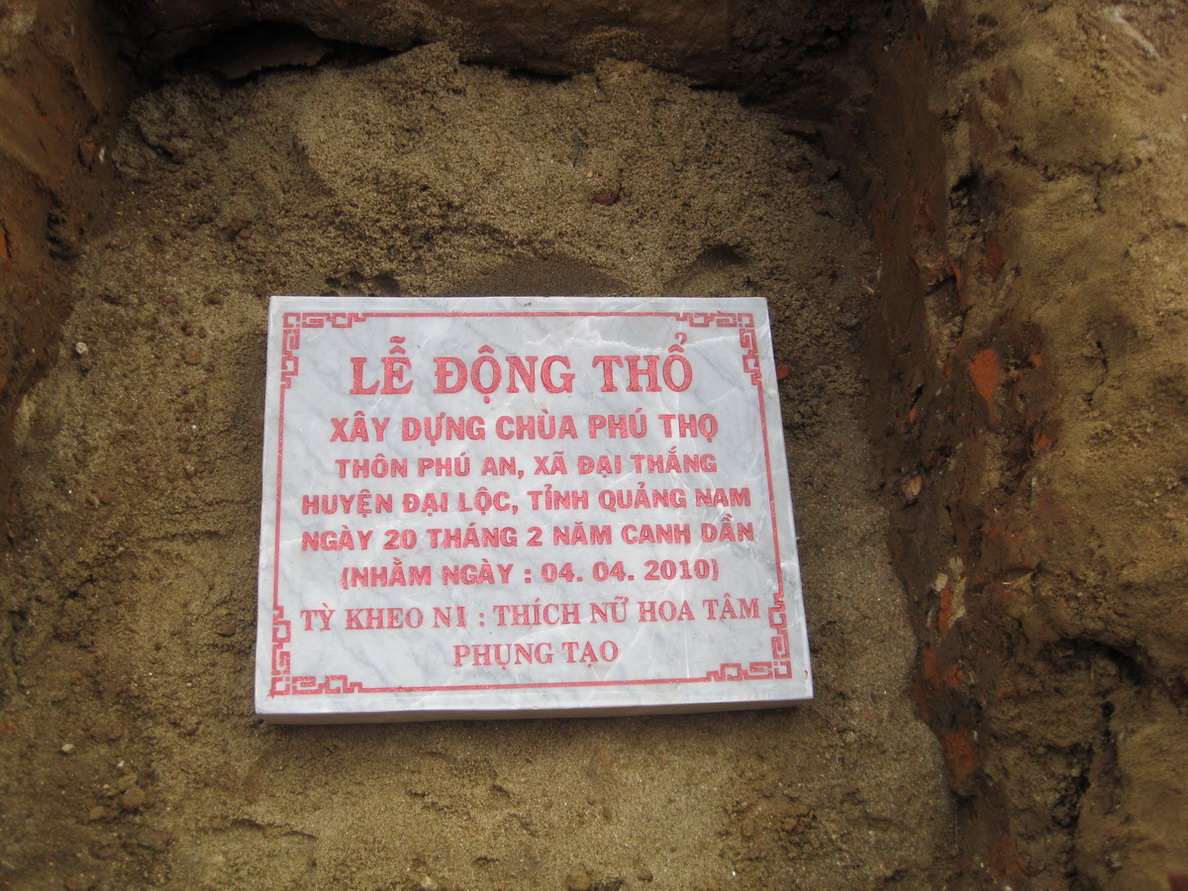 LỄ ĐỘNG THỔ
XÂY DỰNG CHÙA PHÚ THỌ
THÔN PHÚ AN, XÃ ĐẠI THẮNG
HUYỆN ĐẠI LỘC, TỈNH QUẢNG NAM
NGÀY 20 THÁNG 2 NĂM CANH DẦN
(NHẰM NGÀY : 04. 04. 2010)
TỲ KHEO NI : THÍCH NỮ HOA TÂM
PHỤNG TẠO